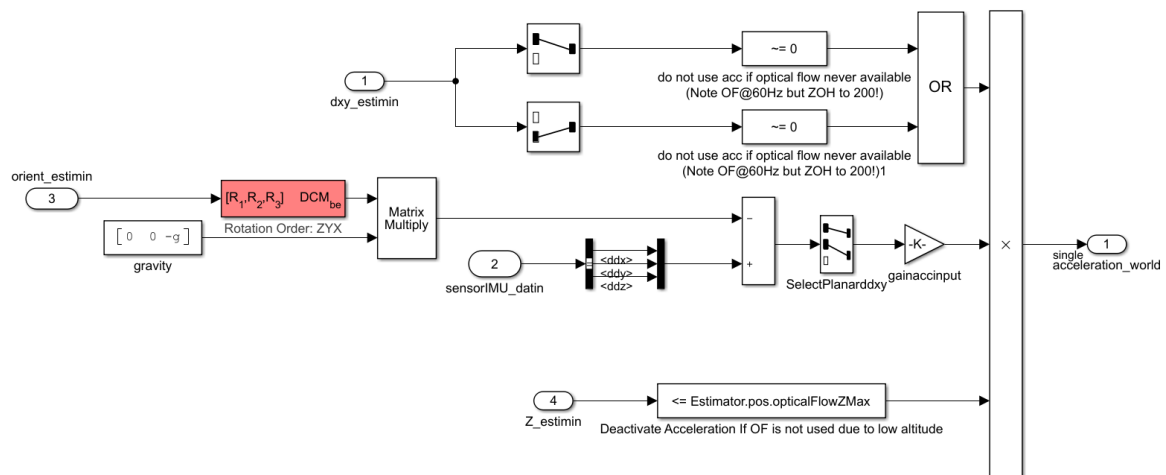 1
dxy_estimin
~= 0
do not use acc if optical flow never available
(Note OF@60Hz but ZOH to 200!)
~= 0
do not use acc if optical flow never available
(Note OF@60Hz but ZOH to 200!)1
OR
orient_estimin
3
[R1,R2,R3] DCMbe
Rotation Order: ZYX
[ 0 0 -g ]
gravity
Matrix
Multiply
2
sensorIMU_datin
<ddx>
<ddy>
<ddz>
−
+
SelectPlanarddxy
-K-
gainaccinput
×
1
single
acceleration_world
4
Z_estimin
<= Estimator.pos.opticalFlowZMax
Deactivate Acceleration If OF is not used due to low altitude